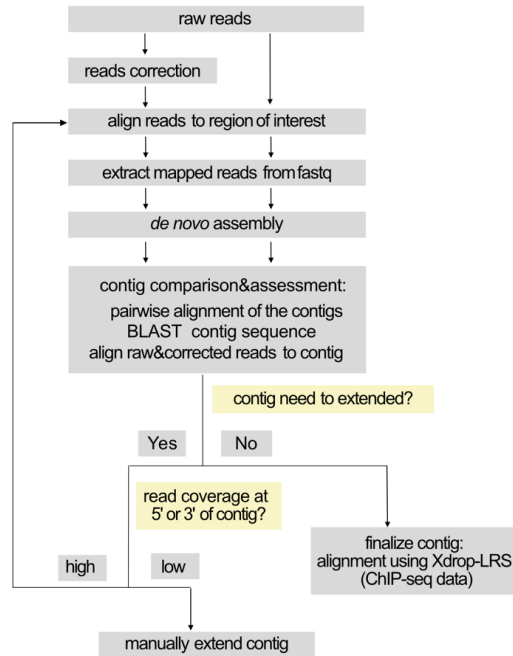 raw reads
reads correction
align reads to region of interest
extract mapped reads from fastq
de novo assembly
contig comparison&assessment:
pairwise alignment of the contigs
BLAST contig sequence
align raw&corrected reads to contig
contig need to extended?
Yes
No
read coverage at
5' or 3' of contig?
high
low
finalize contig:
alignment using Xdrop-LRS
(ChIP-seq data)
manually extend contig